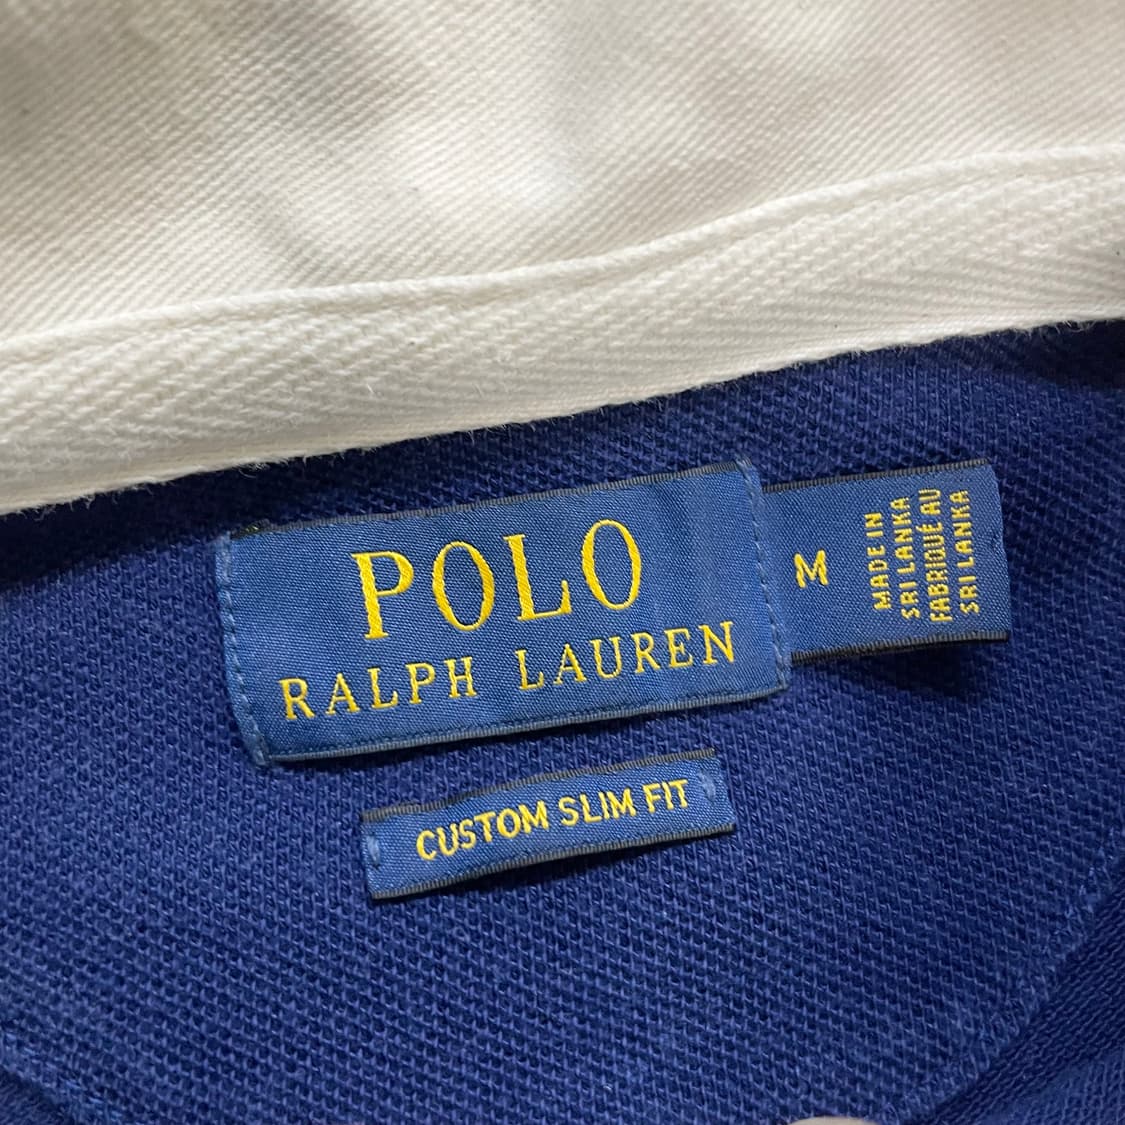 POLO
RALPH LAUREN
M
MADE IN
SRI LANKA
FABRIQUÉ AU
SRI LANKA
CUSTOM SLIM FIT